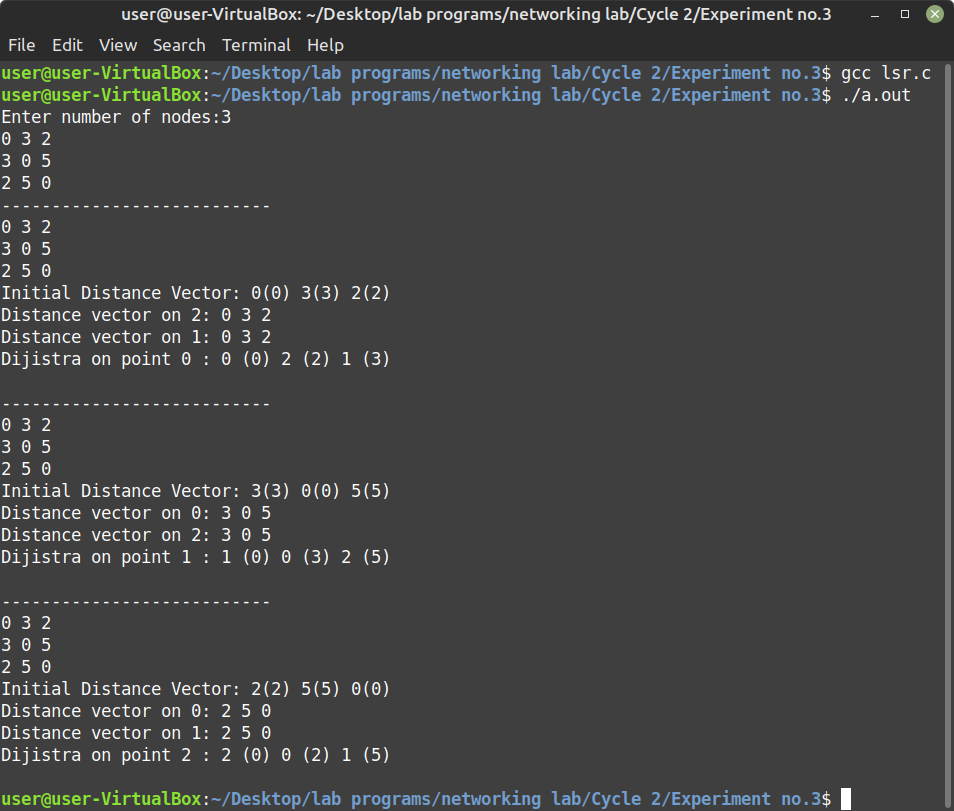 user@user-VirtualBox: ~/Desktop/lab programs/networking lab/Cycle 2/Experiment no.3
File Edit View Search Terminal Help
user@user-VirtualBox:~/Desktop/lab programs/networking lab/Cycle 2/Experiment no.3$ gcc lsr.c
user@user-VirtualBox:~/Desktop/lab programs/networking lab/Cycle 2/Experiment no.3$ ./a.out
Enter number of nodes:3
0 3 2
3 0 5
2 5 0
---------------------------
0 3 2
3 0 5
2 5 0
Initial Distance Vector: 0(0) 3(3) 2(2)
Distance vector on 2: 0 3 2
Distance vector on 1: 0 3 2
Dijistra on point 0 : 0 (0) 2 (2) 1 (3)
---------------------------
0 3 2
3 0 5
2 5 0
Initial Distance Vector: 3(3) 0(0) 5(5)
Distance vector on 0: 3 0 5
Distance vector on 2: 3 0 5
Dijistra on point 1 : 1 (0) 0 (3) 2 (5)
---------------------------
0 3 2
3 0 5
2 5 0
Initial Distance Vector: 2(2) 5(5) 0(0)
Distance vector on 0: 2 5 0
Distance vector on 1: 2 5 0
Dijistra on point 2 : 2 (0) 0 (2) 1 (5)
user@user-VirtualBox:~/Desktop/lab programs/networking lab/Cycle 2/Experiment no.3$